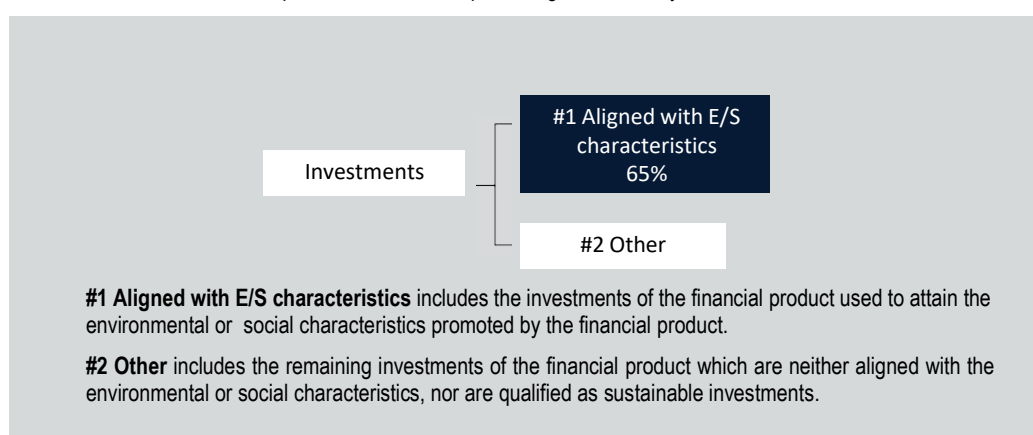 #1 Aligned with E/S
characteristics
65%
Investments
#2 Other
#1 Aligned with E/S characteristics includes the investments of the financial product used to attain the
environmental or social characteristics promoted by the financial product.
#2 Other includes the remaining investments of the financial product which are neither aligned with the
environmental or social characteristics, nor are qualified as sustainable investments.